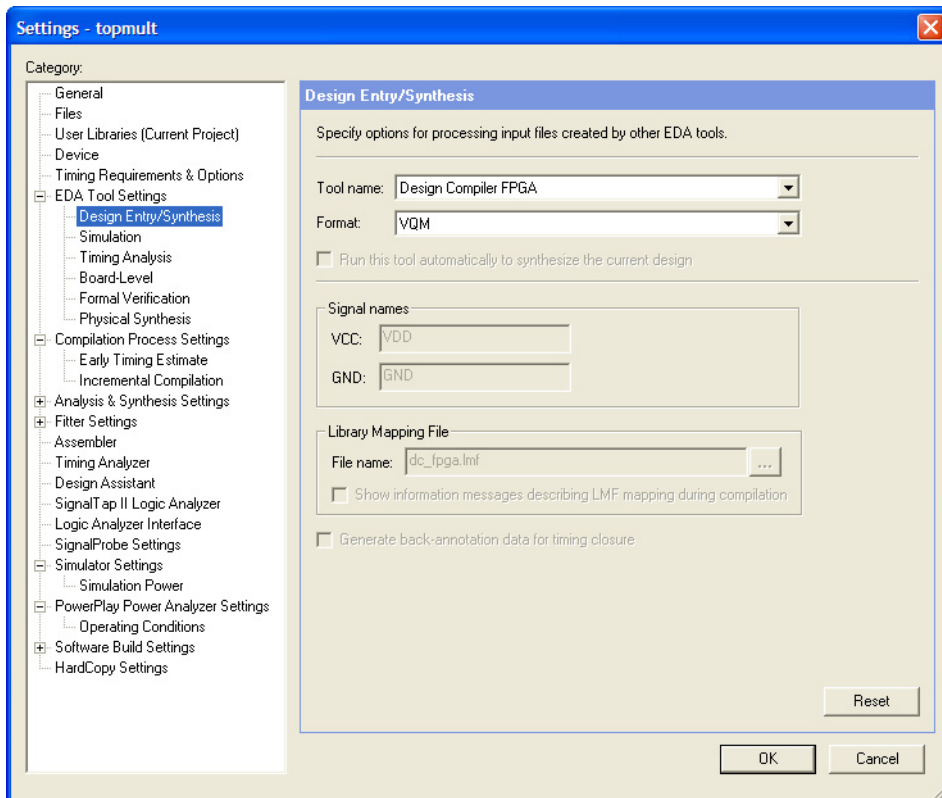 Settings - topmult
Category:
General
Files
User Libraries (Current Project)
Device
Timing Requirements & Options
EDA Tool Settings
Design Entry/Synthesis
Simulation
Timing Analysis
Board-Level
Formal Verification
Physical Synthesis
Compilation Process Settings
Early Timing Estimate
Incremental Compilation
Analysis & Synthesis Settings
Fitter Settings
Assembler
Timing Analyzer
Design Assistant
SignalTap II Logic Analyzer
Logic Analyzer Interface
SignalProbe Settings
Simulator Settings
Simulation Power
PowerPlay Power Analyzer Settings
Operating Conditions
Software Build Settings
HardCopy Settings
Design Entry/Synthesis
Specify options for processing input files created by other EDA tools.
Tool name: Design Compiler FPGA
Format: VQM
Run this tool automatically to synthesize the current design
Signal names
VCC: VDD
GND: GND
Library Mapping File
File name: dc_fpga.lmf ...
Show information messages describing LMF mapping during compilation
Generate back-annotation data for timing closure
Reset
OK Cancel